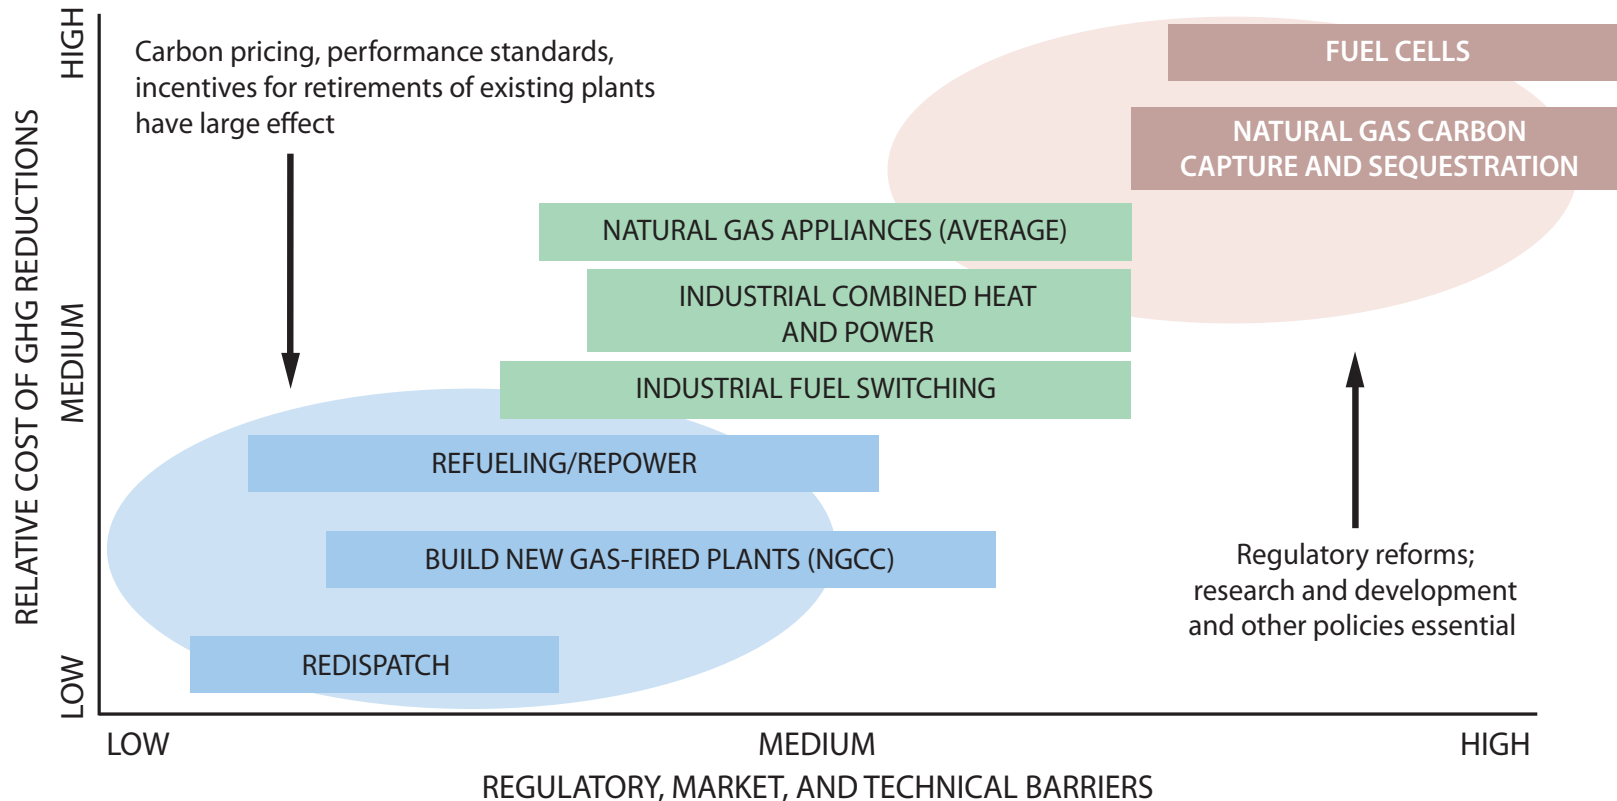 RELATIVE COST OF GHG REDUCTIONS
HIGH
MEDIUM
LOW
Carbon pricing, performance standards,
incentives for retirements of existing plants
have large effect
FUEL CELLS
NATURAL GAS CARBON
CAPTURE AND SEQUESTRATION
NATURAL GAS APPLIANCES (AVERAGE)
INDUSTRIAL COMBINED HEAT
AND POWER
INDUSTRIAL FUEL SWITCHING
REFUELING/REPOWER
BUILD NEW GAS-FIRED PLANTS (NGCC)
REDISPATCH
Regulatory reforms;
research and development
and other policies essential
LOW
MEDIUM
HIGH
REGULATORY, MARKET, AND TECHNICAL BARRIERS